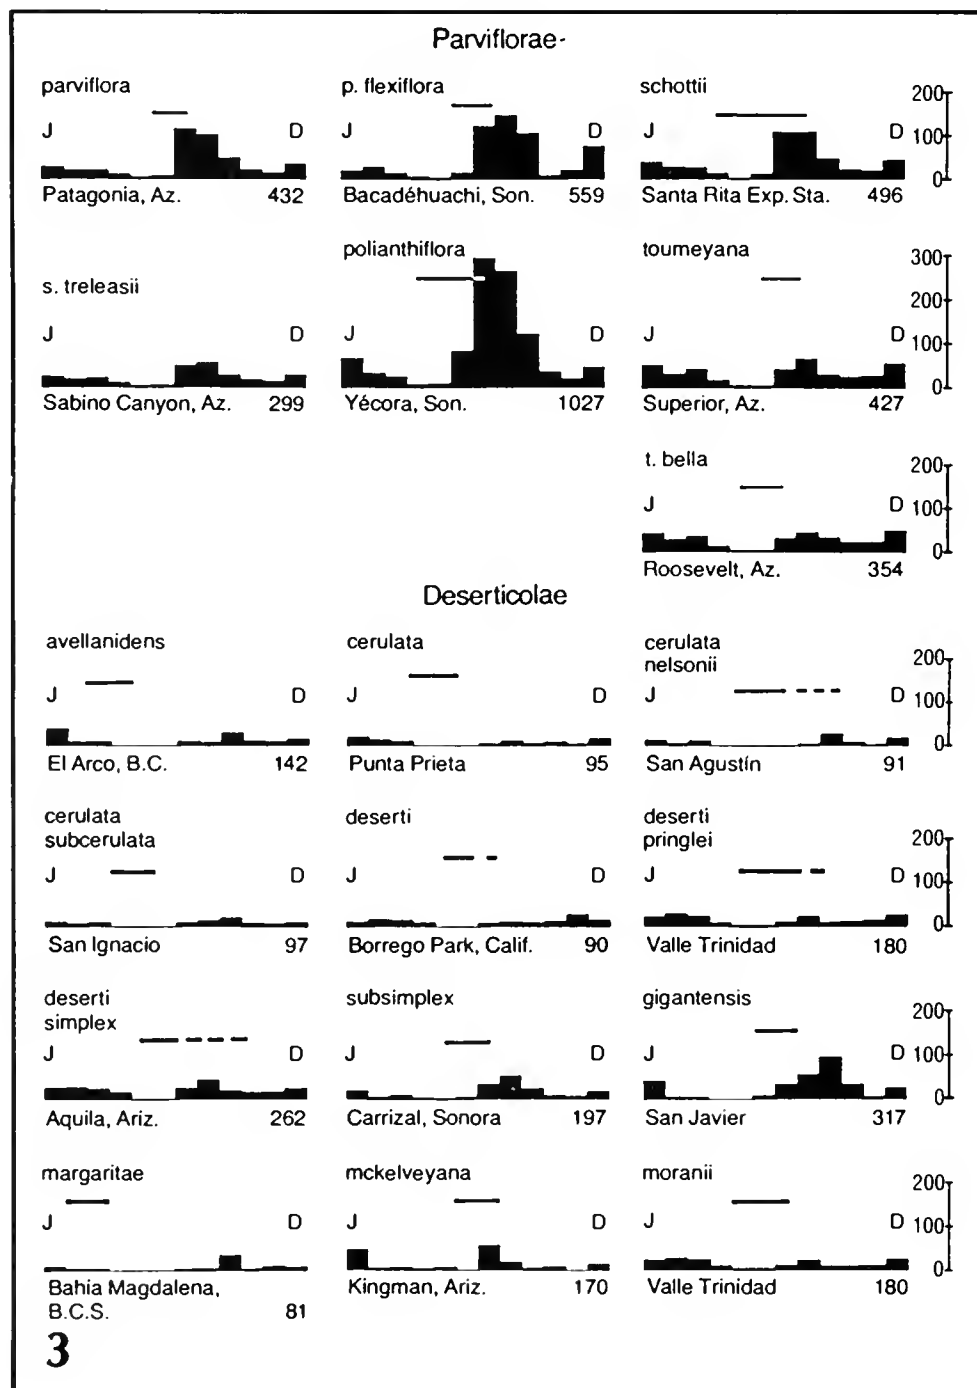 Parviflorae-
parviflora
J D
Patagonia, Az. 432
p. flexiflora
J D
Bacadéhuachi, Son. 559
schottii
J D
Santa Rita Exp. Sta. 496
200
100
0
s. treleasii
J D
Sabino Canyon, Az. 299
polianthiflora
J D
Yécora, Son. 1027
toumeyana
J D
Superior, Az. 427
300
200
100
0
t. bella
J D
Roosevelt, Az. 354
200
100
0
Deserticolae
avellanidens
J D
El Arco, B.C. 142
cerulata
J D
Punta Prieta 95
cerulata
nelsonii
J D
San Agustín 91
200
100
0
cerulata
subcerulata
J D
San Ignacio 97
deserti
J D
Borrego Park, Calif. 90
deserti
pringlei
J D
Valle Trinidad 180
200
100
0
deserti
simplex
J D
Aquila, Ariz. 262
subsimplex
J D
Carrizal, Sonora 197
gigantensis
J D
San Javier 317
200
100
0
margaritae
J D
Bahia Magdalena,
B.C.S. 81
mckelveyana
J D
Kingman, Ariz. 170
moranii
J D
Valle Trinidad 180
200
100
0
3